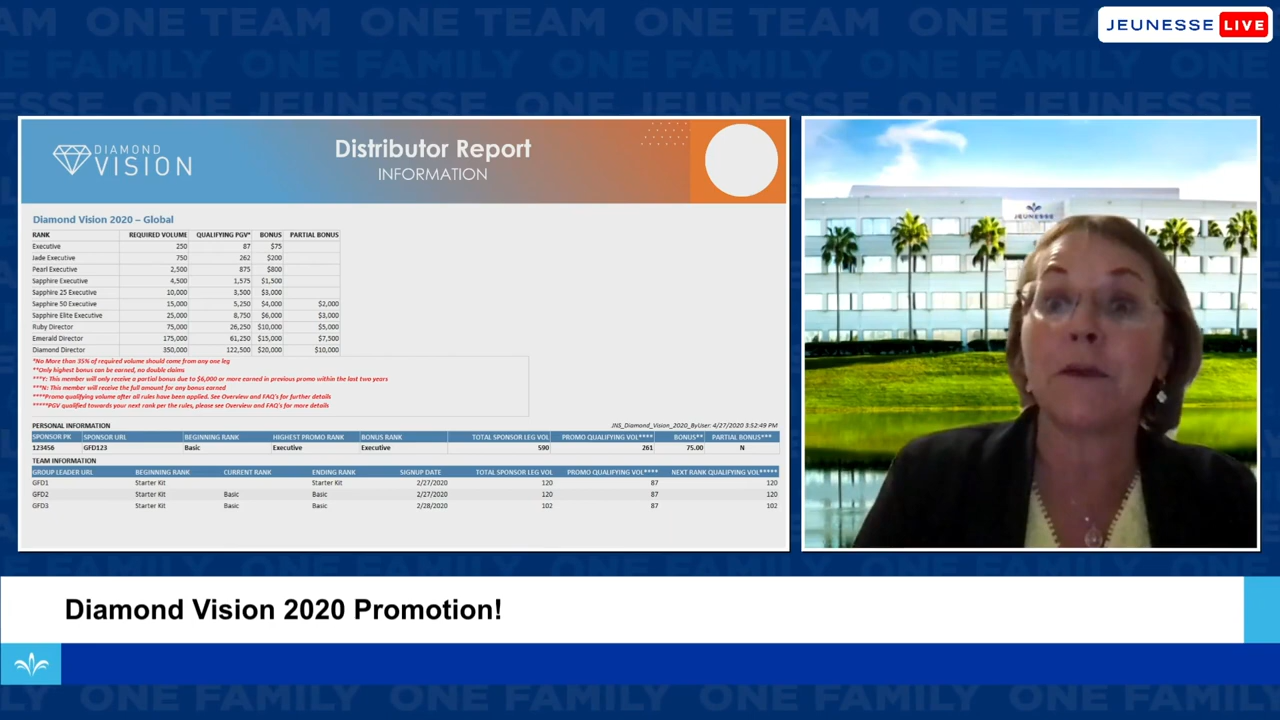 JEUNESSE LIVE
DIAMOND
VISION
Distributor Report
INFORMATION
JEUNESSE
Diamond Vision 2020 – Global
RANK REQUIRED VOLUME QUALIFYING PGV* BONUS PARTIAL BONUS
Executive 250 87 $75
Jade Executive 750 262 $200
Pearl Executive 2,500 875 $800
Sapphire Executive 4,500 1,575 $1,500
Sapphire 25 Executive 10,000 3,500 $3,000
Sapphire 50 Executive 15,000 5,250 $4,000 $2,000
Sapphire Elite Executive 25,000 8,750 $6,000 $3,000
Ruby Director 75,000 26,250 $10,000 $5,000
Emerald Director 175,000 61,250 $15,000 $7,500
Diamond Director 350,000 122,500 $20,000 $10,000
*No More than 35% of required volume should come from any one leg
**Only highest bonus can be earned, no double claims
***Y: This member will only receive a partial bonus due to $6,000 or more earned in previous promo within the last two years
***N: This member will receive the full amount for any bonus earned
****Promo qualifying volume after all rules have been applied. See Overview and FAQ's for further details
*****PGV qualified towards your next rank per the rules, please see Overview and FAQ's for more details
PERSONAL INFORMATION JNS_Diamond_Vision_2020_ByUser: 4/27/2020 3:52:49 PM
SPONSOR PK SPONSOR URL BEGINNING RANK HIGHEST PROMO RANK BONUS RANK TOTAL SPONSOR LEG VOL PROMO QUALIFYING VOL**** BONUS** PARTIAL BONUS***
123456 GFD123 Basic Executive Executive 590 261 75.00 N
TEAM INFORMATION
GROUP LEADER URL BEGINNING RANK CURRENT RANK ENDING RANK SIGNUP DATE TOTAL SPONSOR LEG VOL PROMO QUALIFYING VOL**** NEXT RANK QUALIFYING VOL*****
GFD1 Starter Kit Starter Kit 2/27/2020 120 87 120
GFD2 Starter Kit Basic Basic 2/27/2020 120 87 120
GFD3 Starter Kit Basic Basic 2/28/2020 102 87 102
Diamond Vision 2020 Promotion!